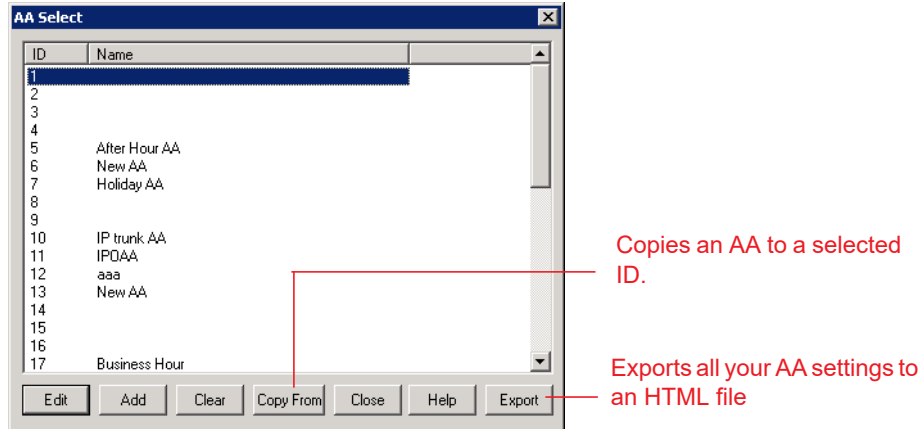 AA Select
ID Name
1
2
3
4
5 After Hour AA
6 New AA
7 Holiday AA
8
9
10 IP trunk AA
11 IPOAA
12 aaa
13 New AA
14
15
16
17 Business Hour
Edit Add Clear Copy From Close Help Export
Copies an AA to a selected
ID.
Exports all your AA settings to
an HTML file